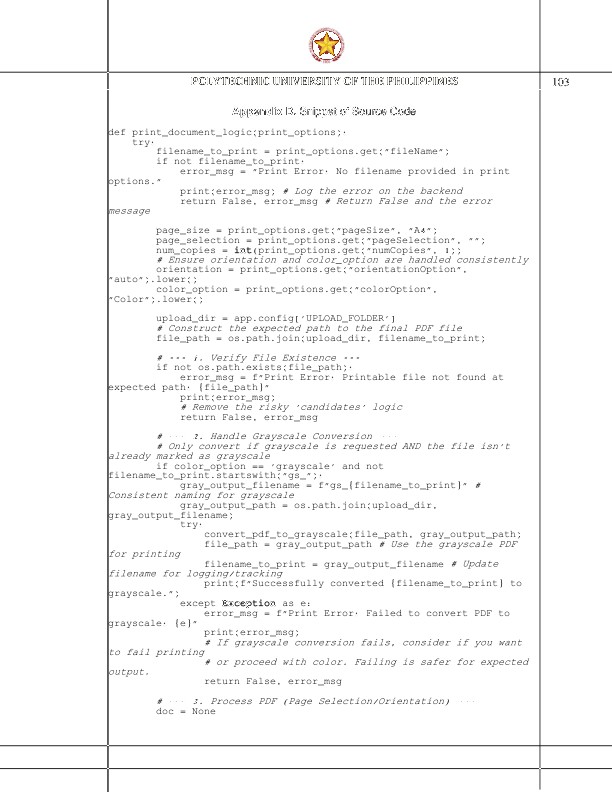 POLYTECHNIC UNIVERSITY OF THE PHILIPPINES
103
Appendix B. Snippet of Source Code
def print_document_logic(print_options):
    try:
        filename_to_print = print_options.get("fileName");
        if not filename_to_print:
            error_msg = "Print Error: No filename provided in print
options."
            print(error_msg; # Log the error on the backend
            return False, error_msg # Return False and the error
message
        page_size = print_options.get("pageSize", "A4");
        page_selection = print_options.get("pageSelection", "");
        num_copies = int(print_options.get("numCopies", 1);;
        # Ensure orientation and color_option are handled consistently
        orientation = print_options.get("orientationOption",
"auto";.lower(;
        color_option = print_options.get("colorOption",
"Color";.lower(;
        upload_dir = app.config['UPLOAD_FOLDER']
        # Construct the expected path to the final PDF file
        file_path = os.path.join(upload_dir, filename_to_print;
        # --- 1. Verify File Existence ---
        if not os.path.exists(file_path;:
            error_msg = f"Print Error: Printable file not found at
expected path: {file_path}"
            print(error_msg;
            # Remove the risky 'candidates' logic
            return False, error_msg
        # --- 2. Handle Grayscale Conversion ---
        # Only convert if grayscale is requested AND the file isn't
already marked as grayscale
        if color_option == 'grayscale' and not
filename_to_print.startswith("gs_";:
            gray_output_filename = f"gs_{filename_to_print}" #
Consistent naming for grayscale
            gray_output_path = os.path.join(upload_dir,
gray_output_filename;
            try:
                convert_pdf_to_grayscale(file_path, gray_output_path;
                file_path = gray_output_path # Use the grayscale PDF
for printing
                filename_to_print = gray_output_filename # Update
filename for logging/tracking
                print(f"Successfully converted {filename_to_print} to
grayscale.";
            except Exception as e:
                error_msg = f"Print Error: Failed to convert PDF to
grayscale: {e}"
                print(error_msg;
                # If grayscale conversion fails, consider if you want
to fail printing
                # or proceed with color. Failing is safer for expected
output.
                return False, error_msg
        # --- 3. Process PDF (Page Selection/Orientation) ----
        doc = None